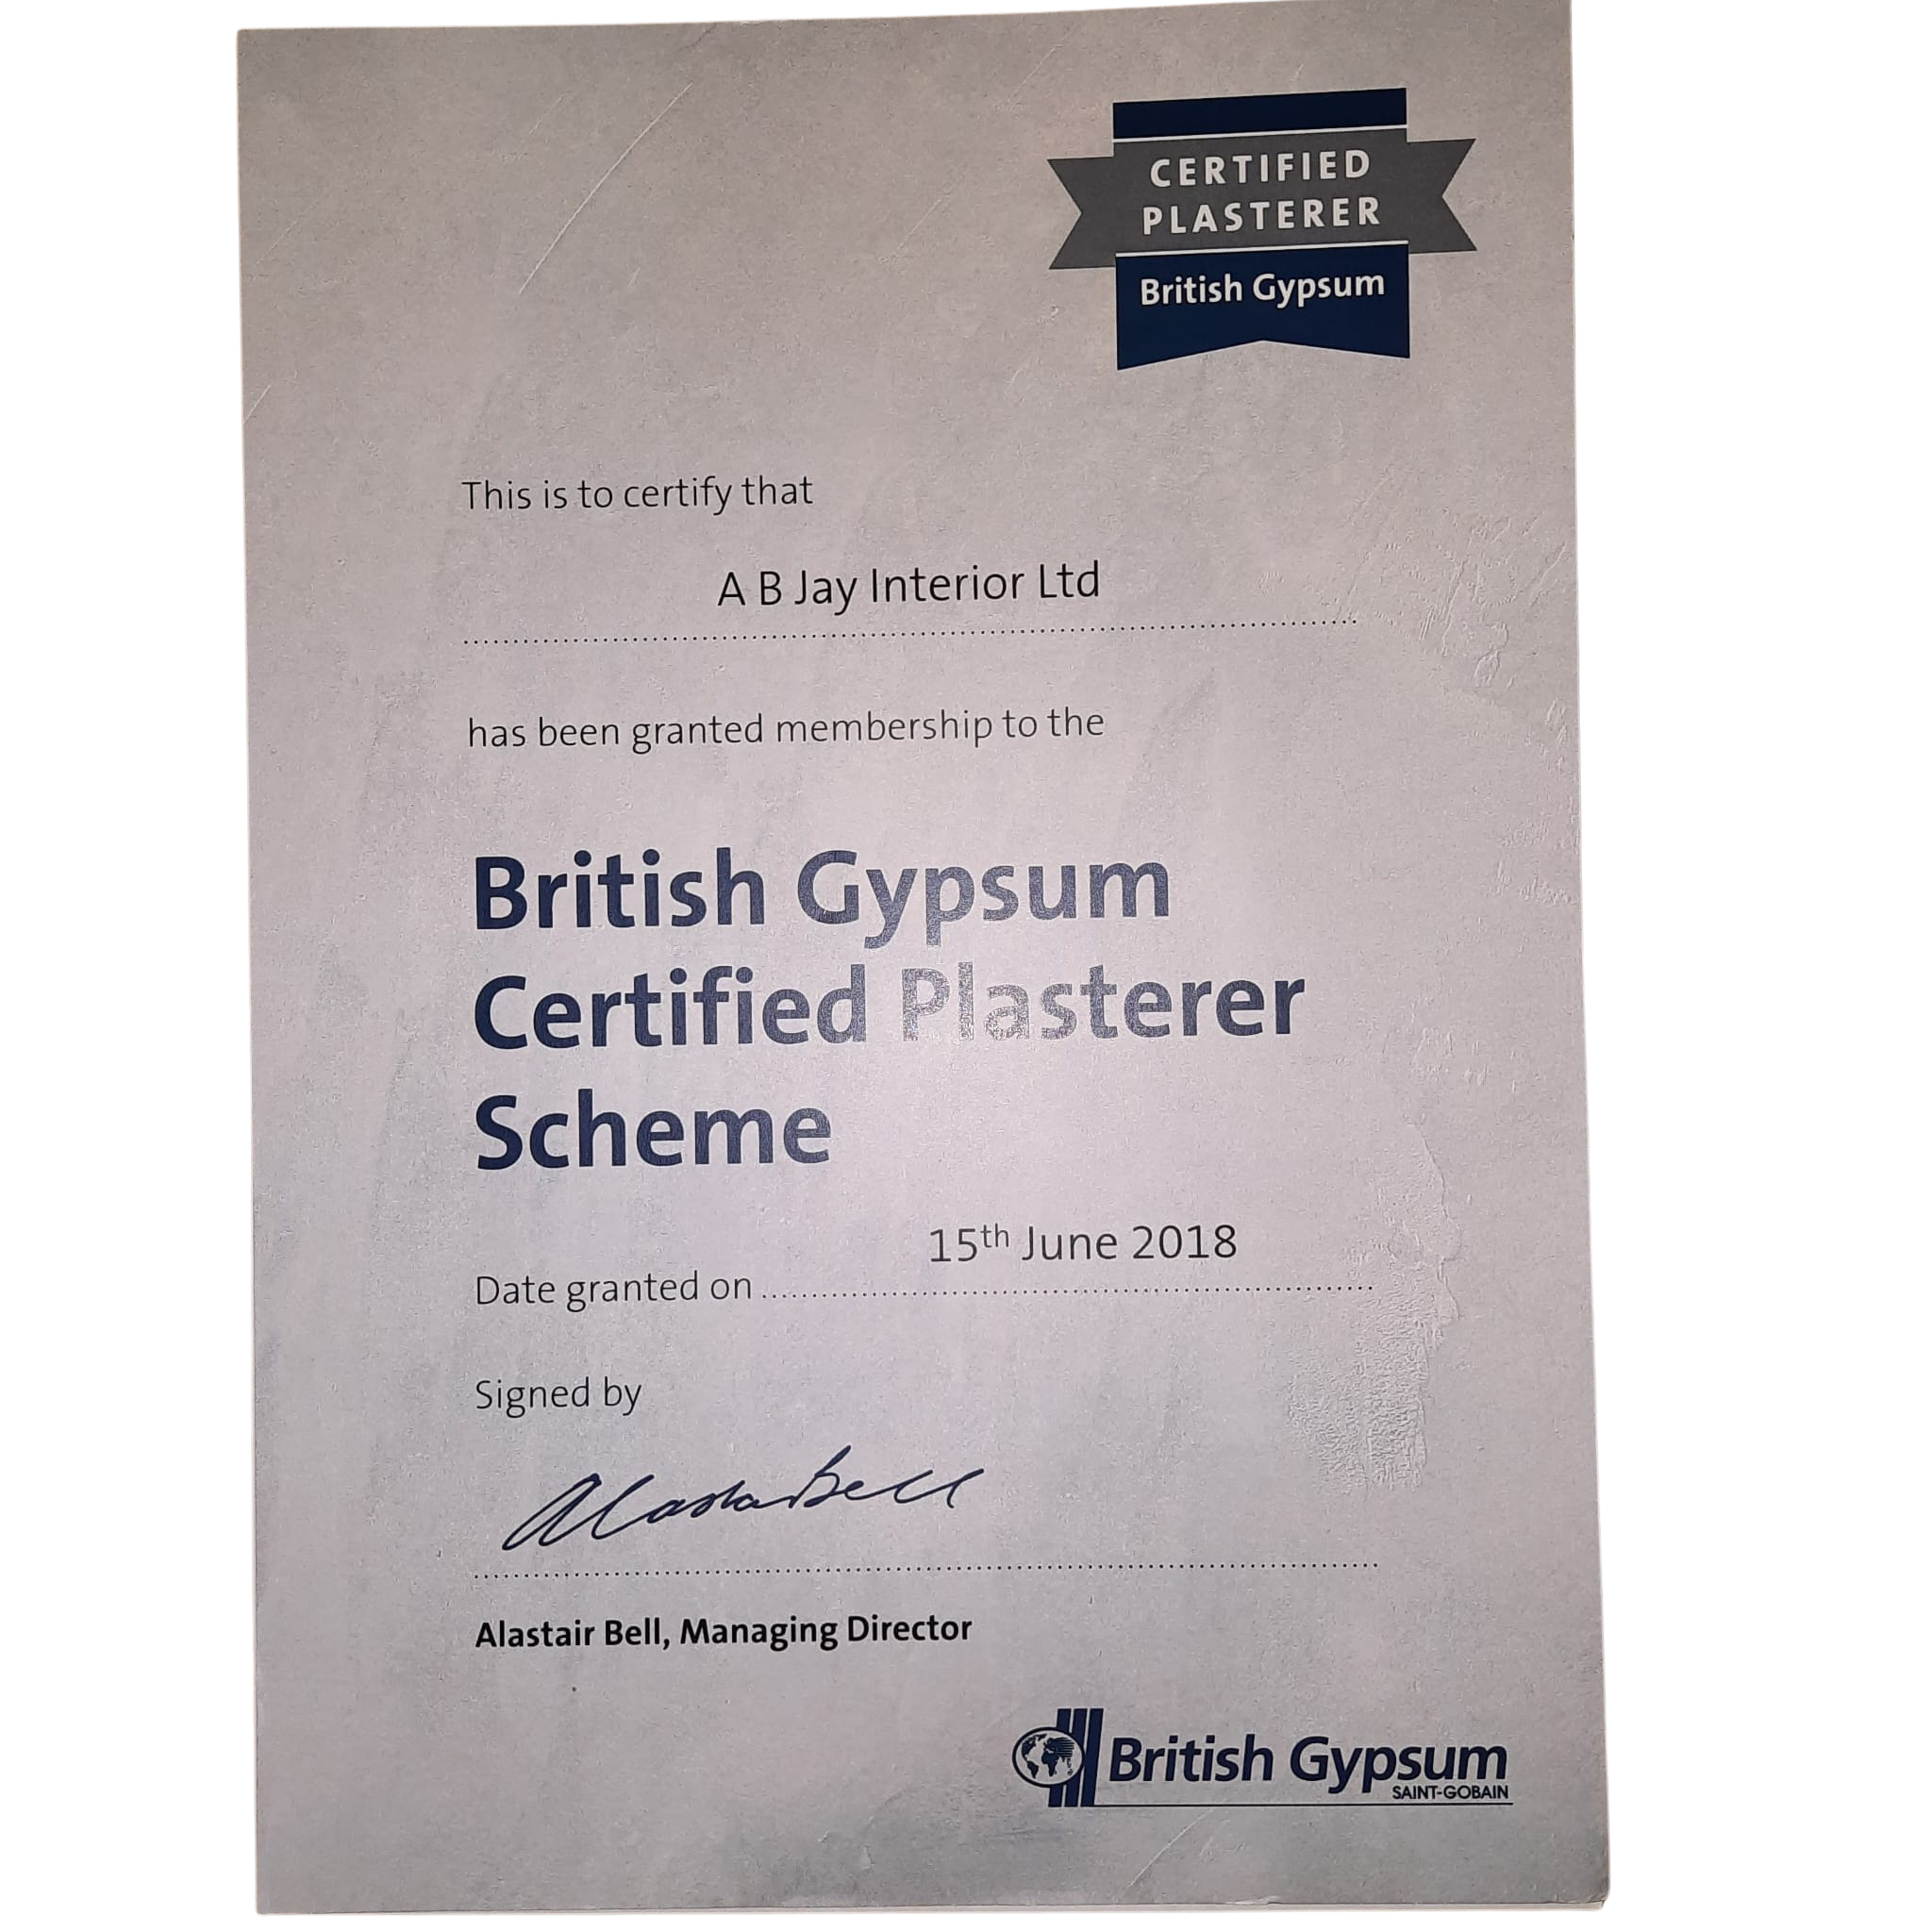 CERTIFIED
PLASTERER
British Gypsum
This is to certify that
A B Jay Interior Ltd
has been granted membership to the
British Gypsum
Certified Plasterer
Scheme
15th June 2018
Date granted on
Signed by
Alastair Bell
Alastair Bell, Managing Director
British Gypsum
SAINT-GOBAIN